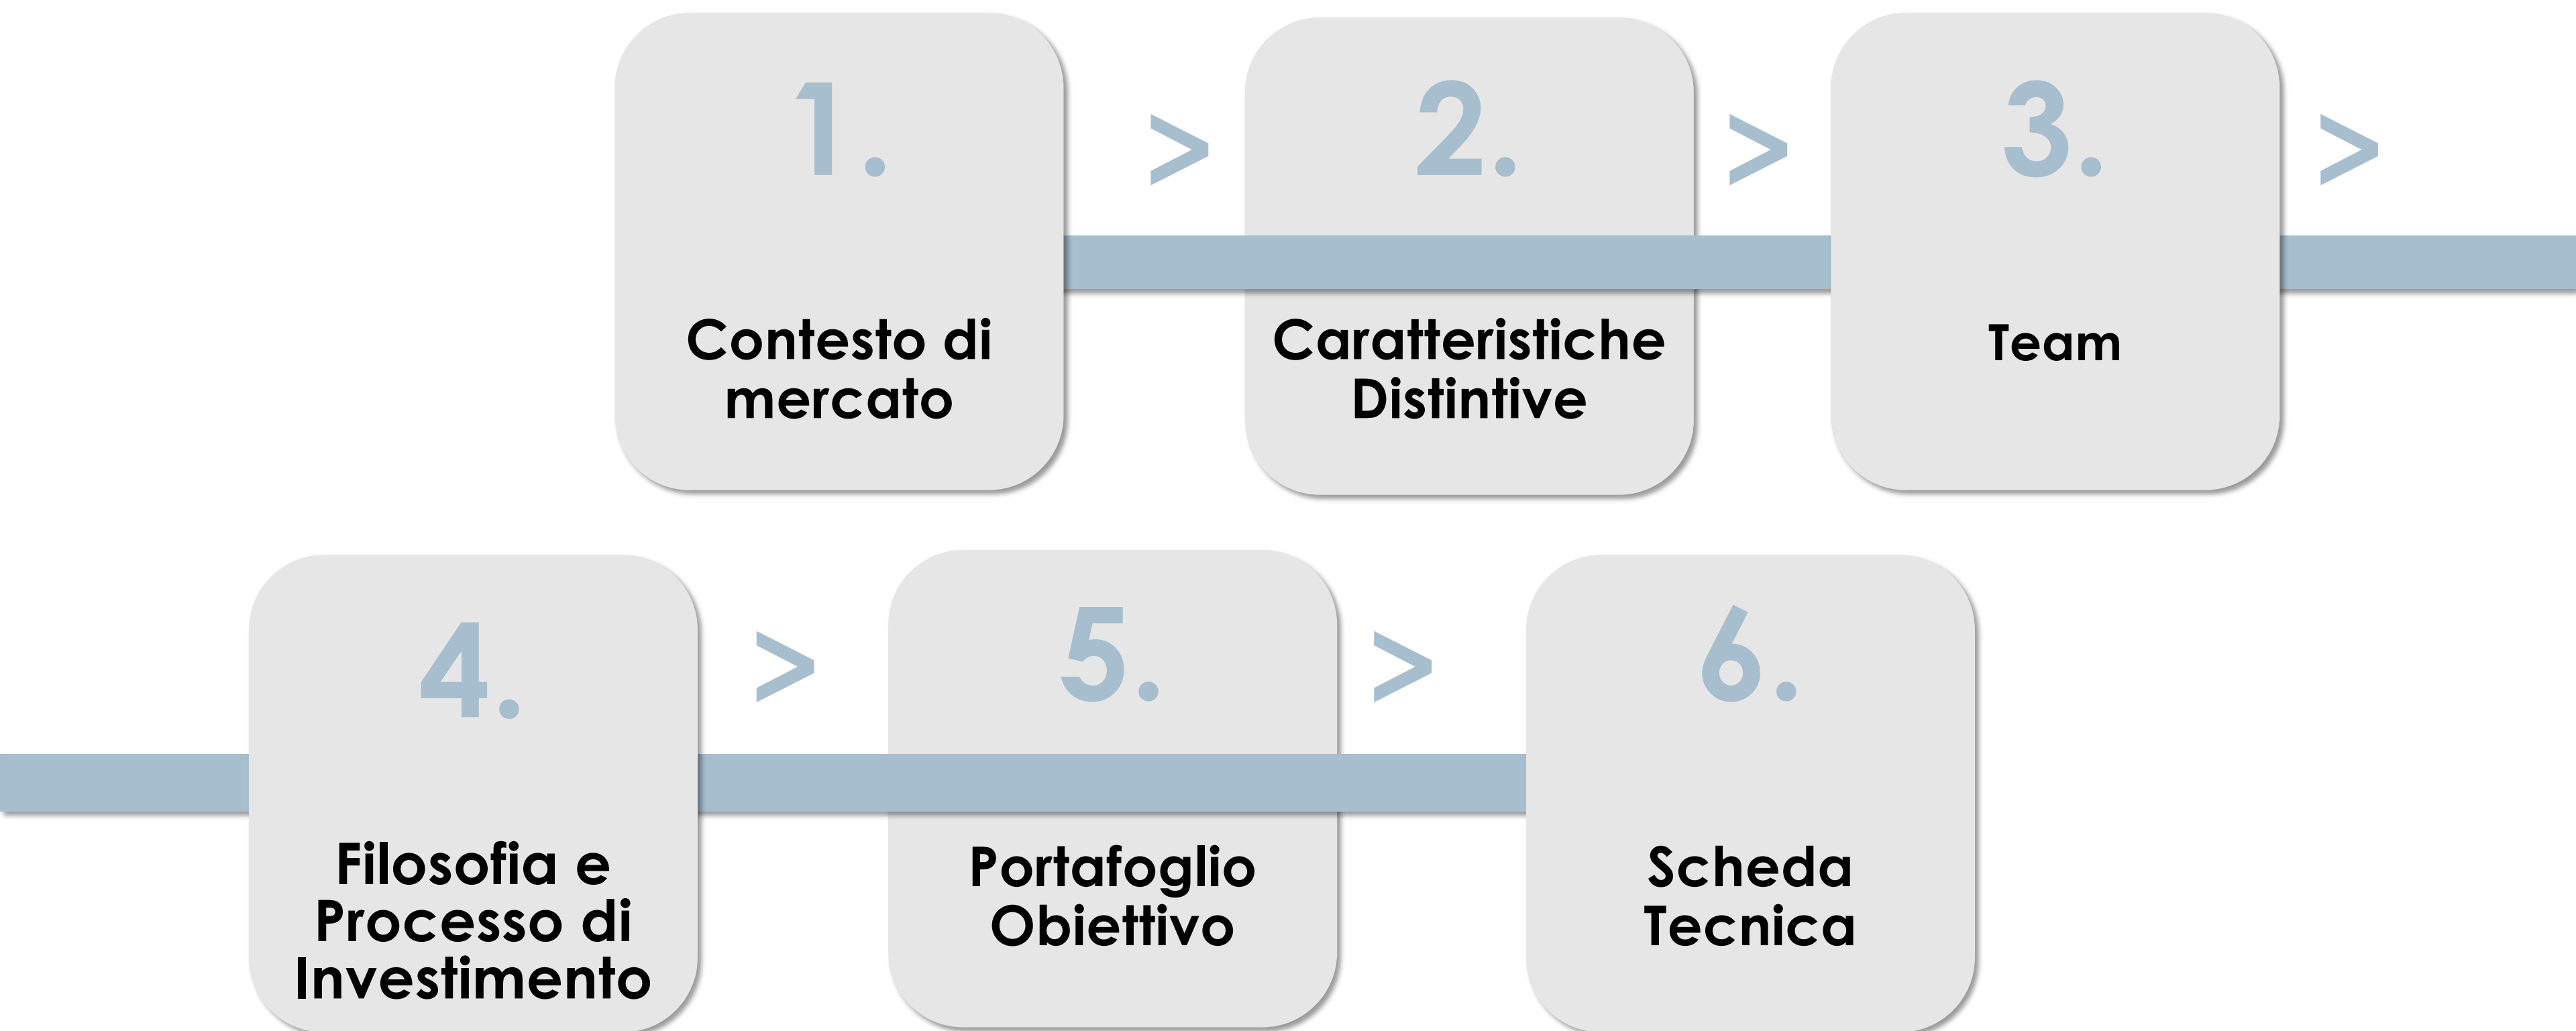 1.
>
2.
>
3.
>
Contesto di
mercato
Caratteristiche
Distintive
Team
4.
>
5.
>
6.
Filosofia e
Processo di
Investimento
Portafoglio
Obiettivo
Scheda
Tecnica